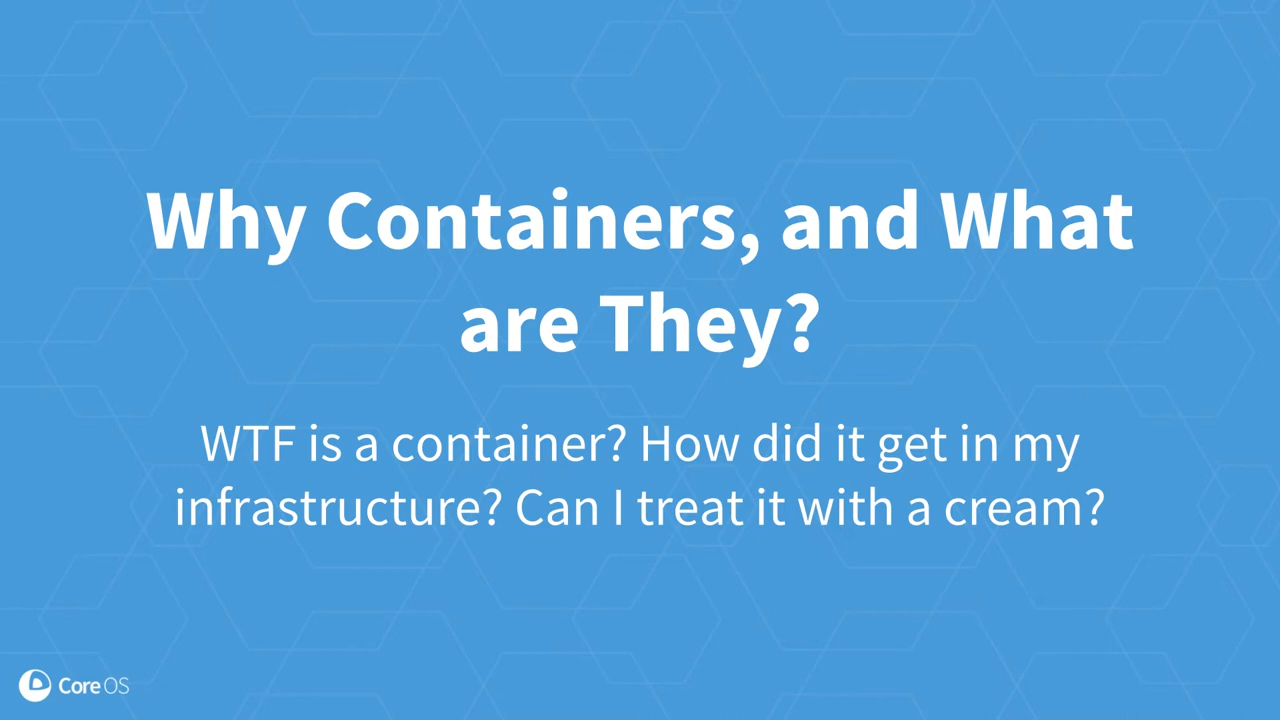 Why Containers, and What
are They?
WTF is a container? How did it get in my
infrastructure? Can I treat it with a cream?
CoreOS